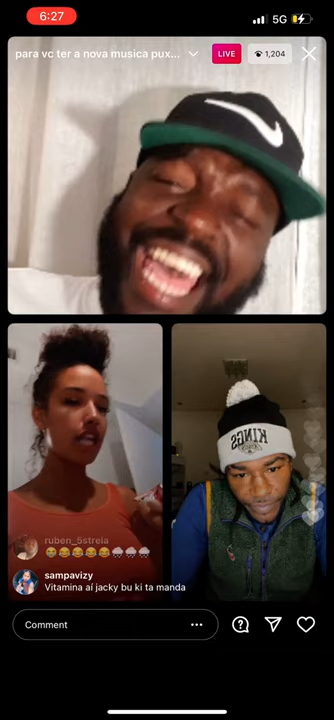 6:27
5G
para vc ter a nova musica pux...
LIVE
1,204
KINGS
ruben_5streia
😭😂😂😂😂🌧🌧🌧
sampavizy
Vitamina aí jacky bu ki ta manda
Comment